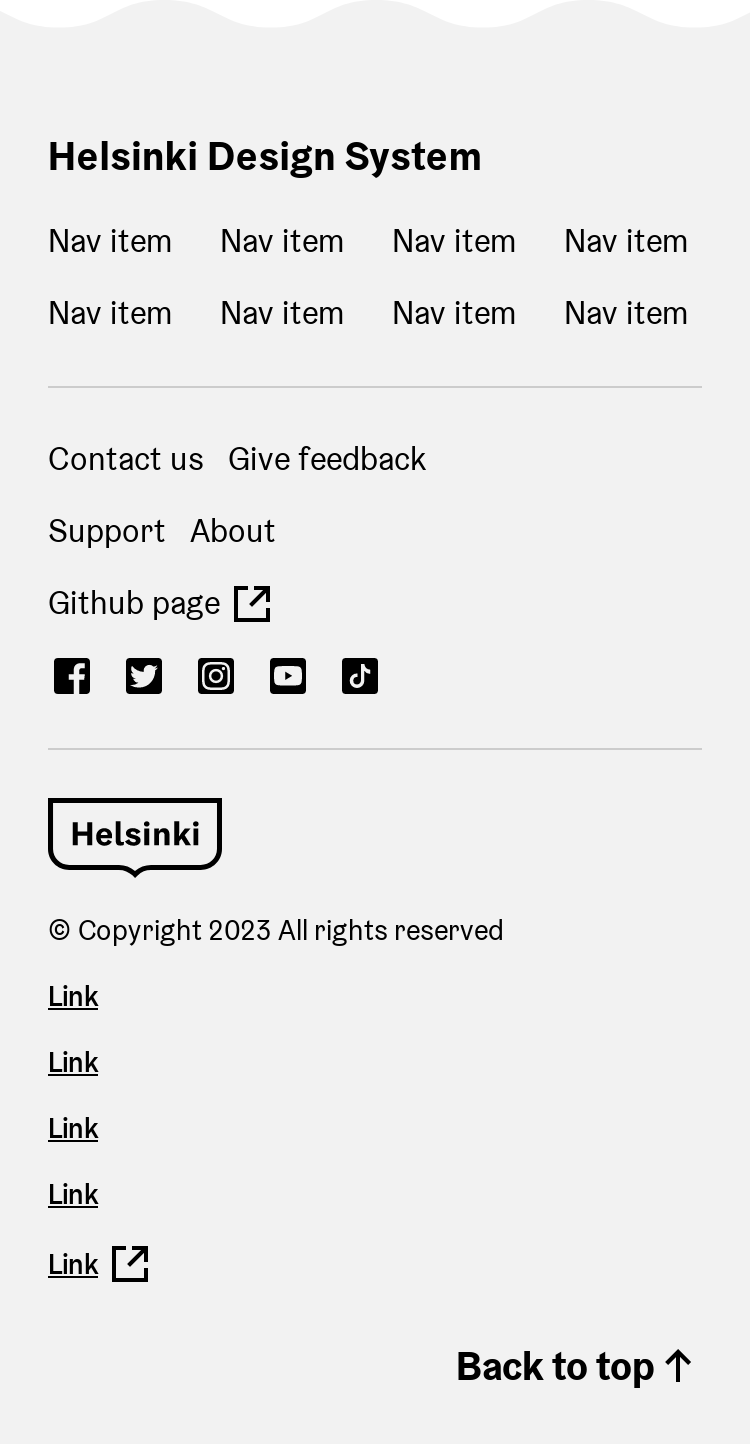 Helsinki Design System
Nav item Nav item Nav item Nav item
Nav item Nav item Nav item Nav item
Contact us Give feedback
Support About
Github page
Helsinki
© Copyright 2023 All rights reserved
Link
Link
Link
Link
Link
Back to top